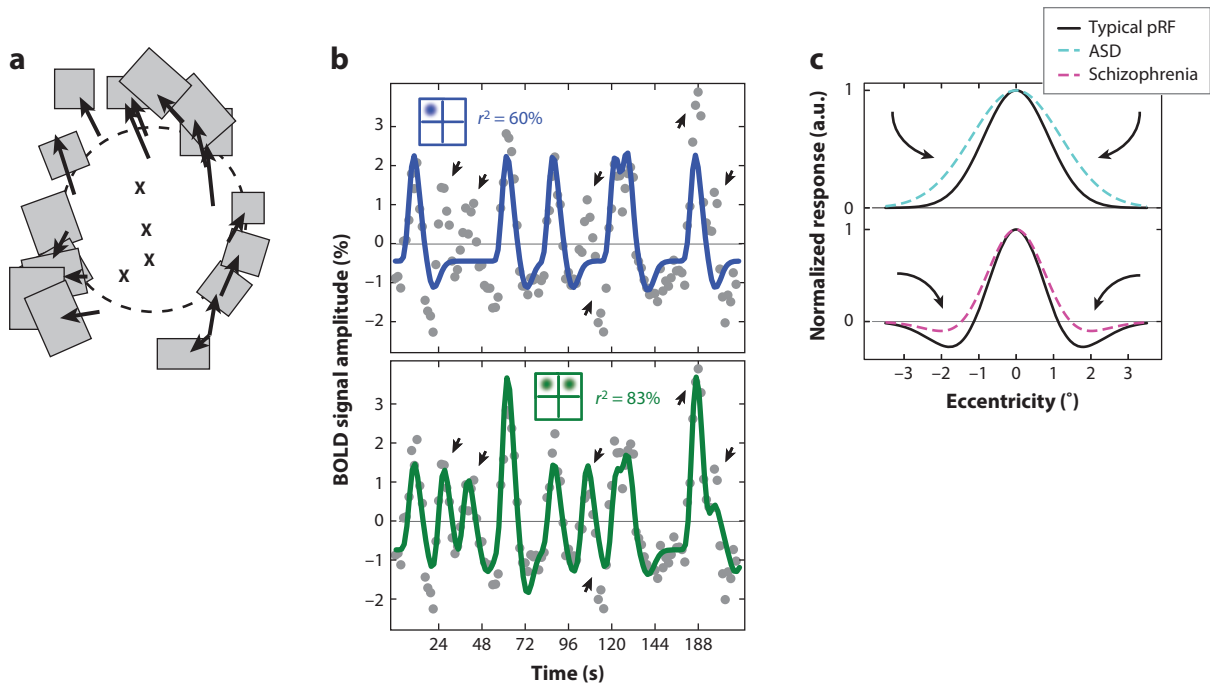 a
X
X
X
X
b
BOLD signal amplitude (%)
r² = 60%
3
2
1
0
−1
−2
r² = 83%
3
2
1
0
−1
−2
24 48 72 96 120 144 188
Time (s)
c
Typical pRF
ASD
Schizophrenia
Normalized response (a.u.)
1
0
1
0
−3 −2 −1 0 1 2 3
Eccentricity (°)